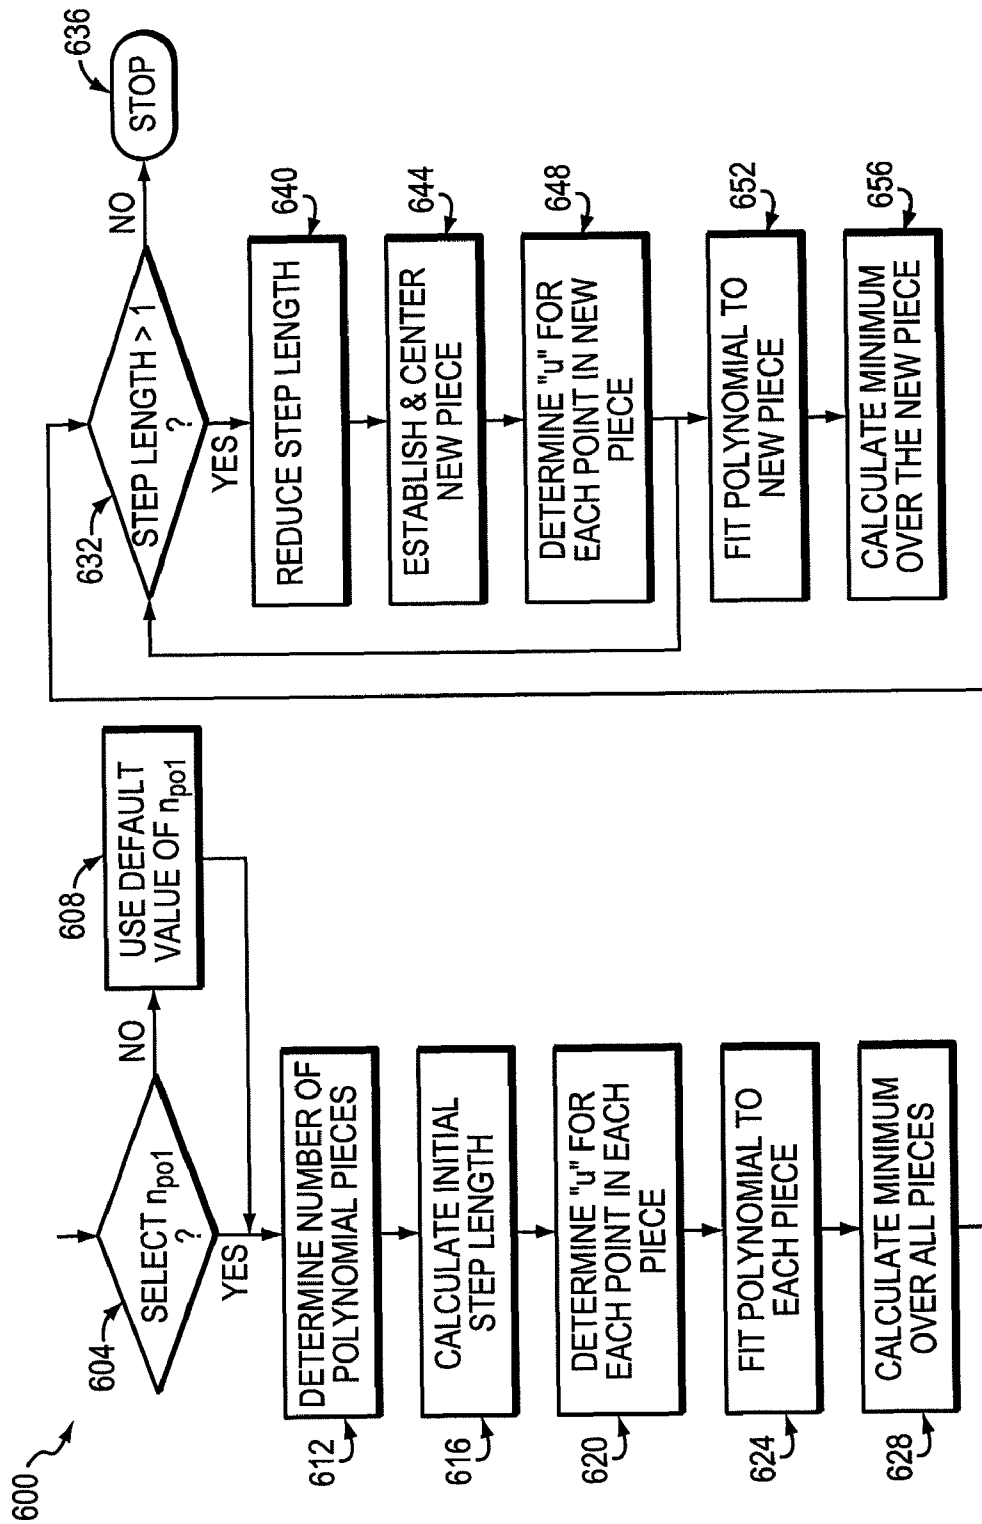 600
604
SELECT npo1
?
NO
YES
608
USE DEFAULT
VALUE OF npo1
612
DETERMINE NUMBER OF
POLYNOMIAL PIECES
616
CALCULATE INITIAL
STEP LENGTH
620
DETERMINE "u" FOR
EACH POINT IN EACH
PIECE
624
FIT POLYNOMIAL TO
EACH PIECE
628
CALCULATE MINIMUM
OVER ALL PIECES
632
STEP LENGTH > 1
?
NO
YES
636
STOP
640
REDUCE STEP LENGTH
644
ESTABLISH & CENTER
NEW PIECE
648
DETERMINE "u" FOR
EACH POINT IN NEW
PIECE
652
FIT POLYNOMIAL TO
NEW PIECE
656
CALCULATE MINIMUM
OVER THE NEW PIECE